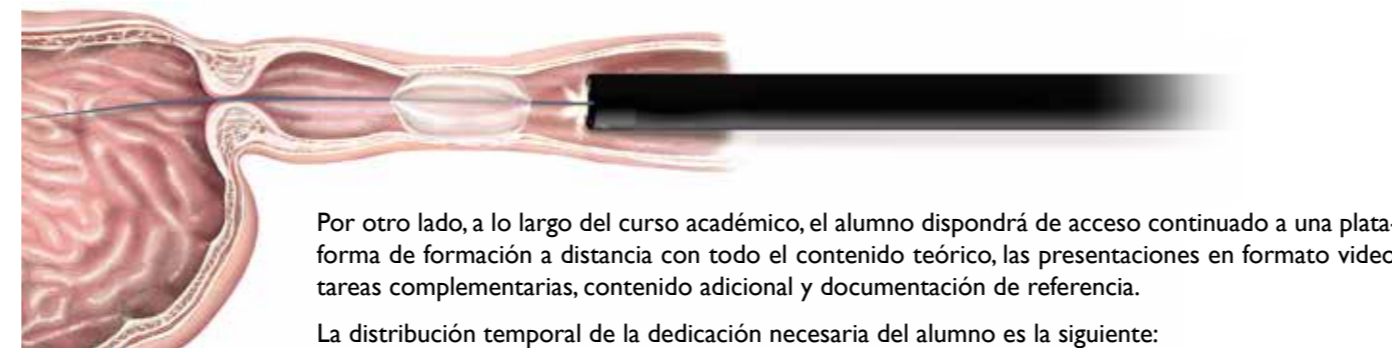 Por otro lado, a lo largo del curso académico, el alumno dispondrá de acceso continuado a una plata-
forma de formación a distancia con todo el contenido teórico, las presentaciones en formato video
tareas complementarias, contenido adicional y documentación de referencia.
La distribución temporal de la dedicación necesaria del alumno es la siguiente: